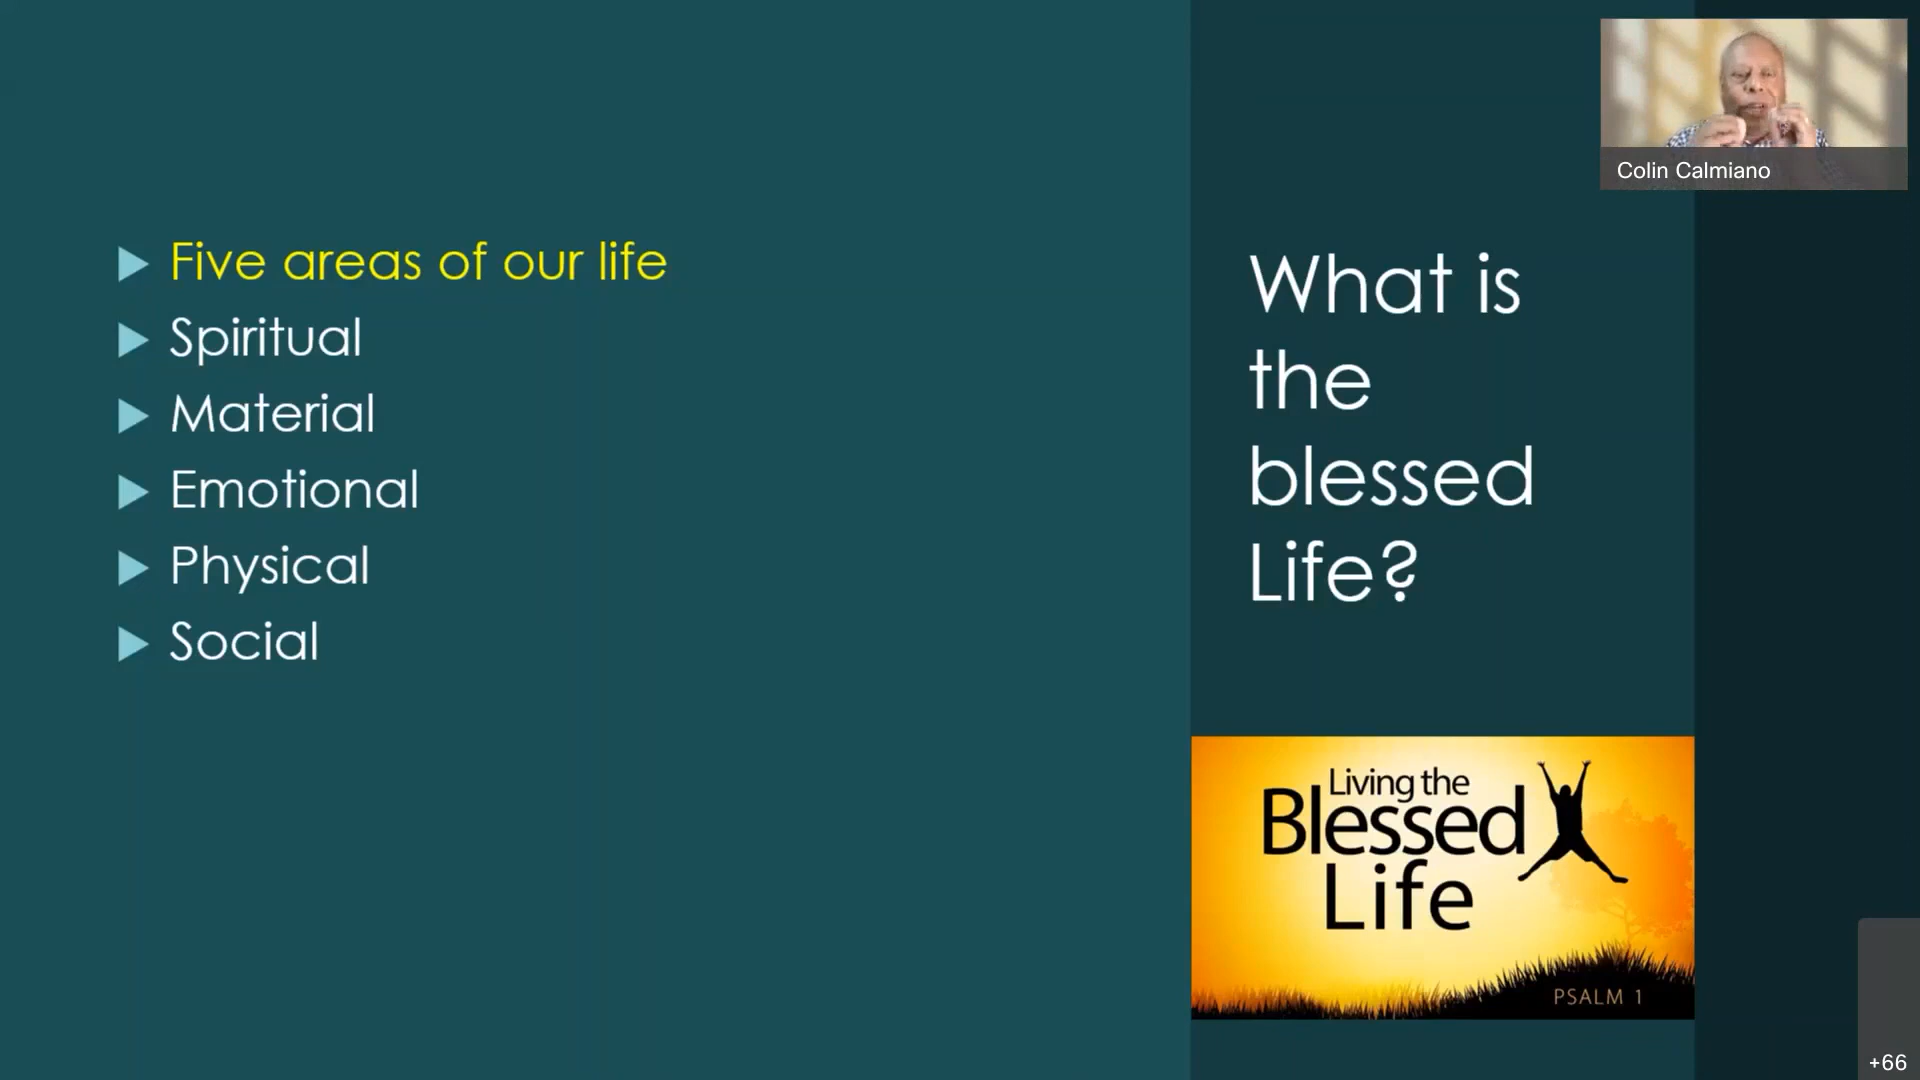 Five areas of our life
Spiritual
Material
Emotional
Physical
Social
What is
the
blessed
Life?
Living the
Blessed
Life
PSALM 1
Colin Calmiano
+66